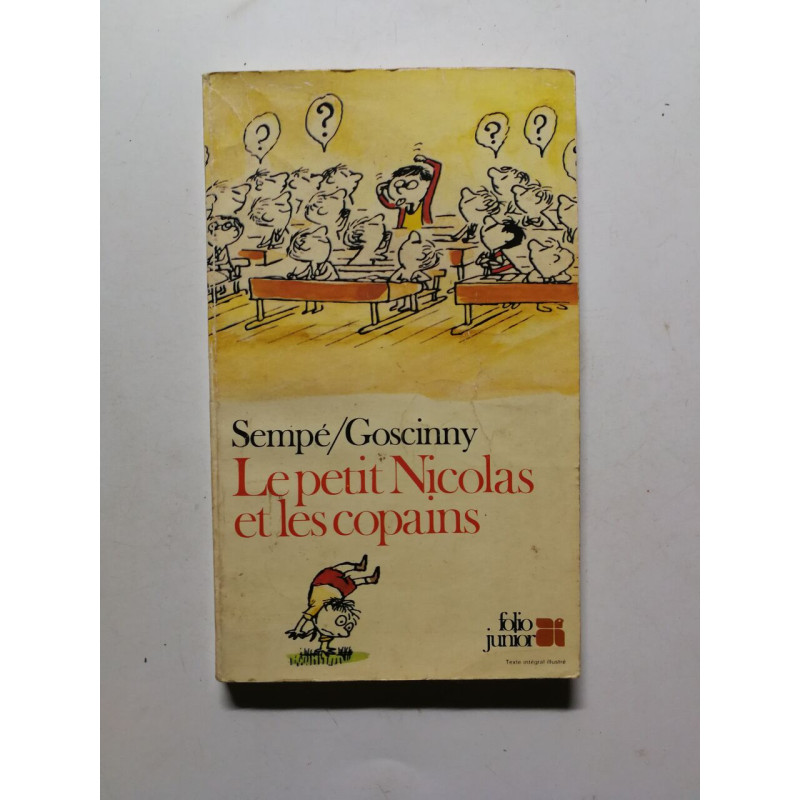 ? ? ? ? ?
Sempé/Goscinny
Le petit Nicolas
et les copains
folio
junior
Texte intégral illustré